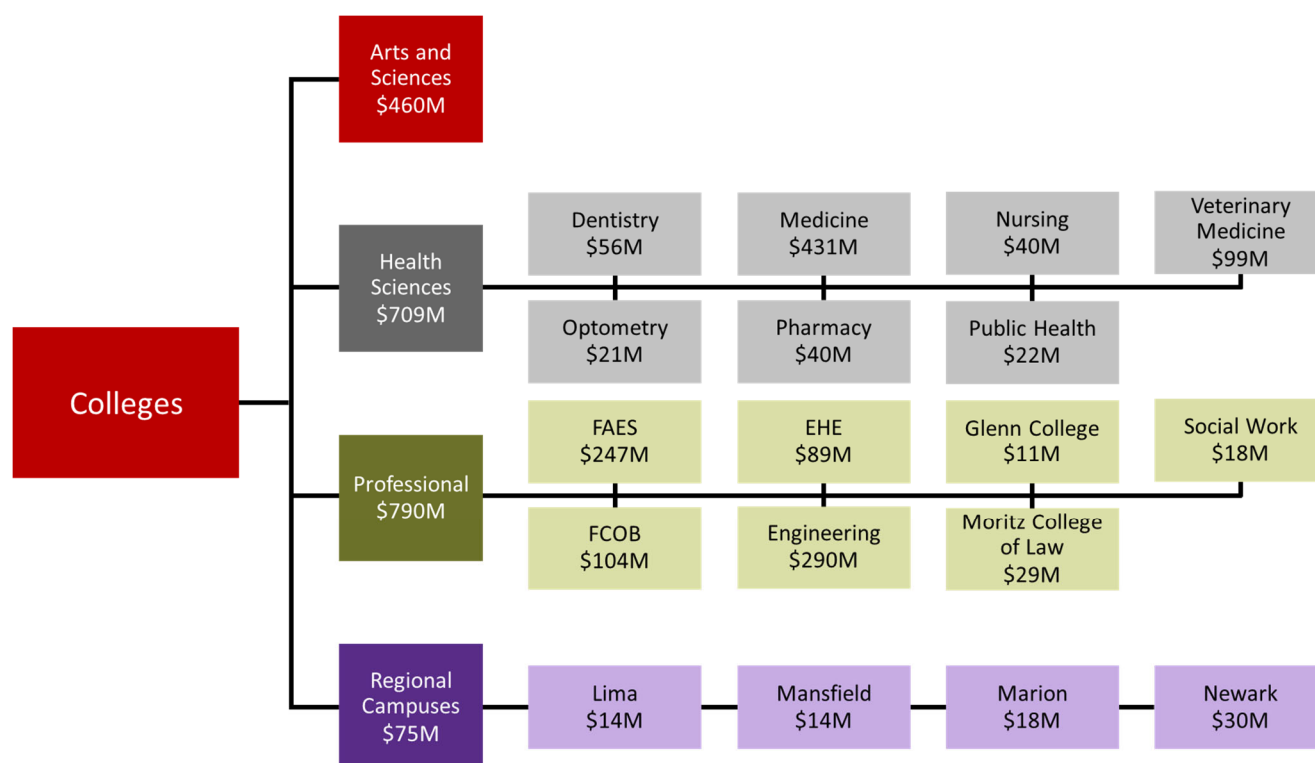 Arts and
Sciences
$460M
Dentistry
$56M
Medicine
$431M
Nursing
$40M
Veterinary
Medicine
$99M
Health
Sciences
$709M
Optometry
$21M
Pharmacy
$40M
Public Health
$22M
Colleges
FAES
$247M
EHE
$89M
Glenn College
$11M
Social Work
$18M
Professional
$790M
FCOB
$104M
Engineering
$290M
Moritz College
of Law
$29M
Regional
Campuses
$75M
Lima
$14M
Mansfield
$14M
Marion
$18M
Newark
$30M